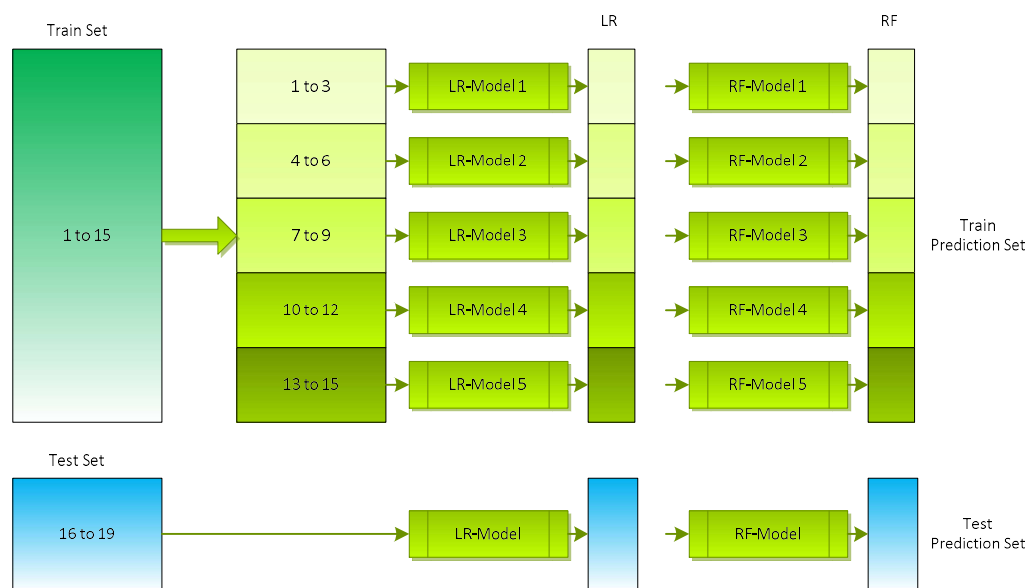 LR
RF
Train Set
1 to 15
1 to 3
LR-Model 1
RF-Model 1
4 to 6
LR-Model 2
RF-Model 2
7 to 9
LR-Model 3
RF-Model 3
Train
Prediction Set
10 to 12
LR-Model 4
RF-Model 4
13 to 15
LR-Model 5
RF-Model 5
Test Set
16 to 19
LR-Model
RF-Model
Test
Prediction Set